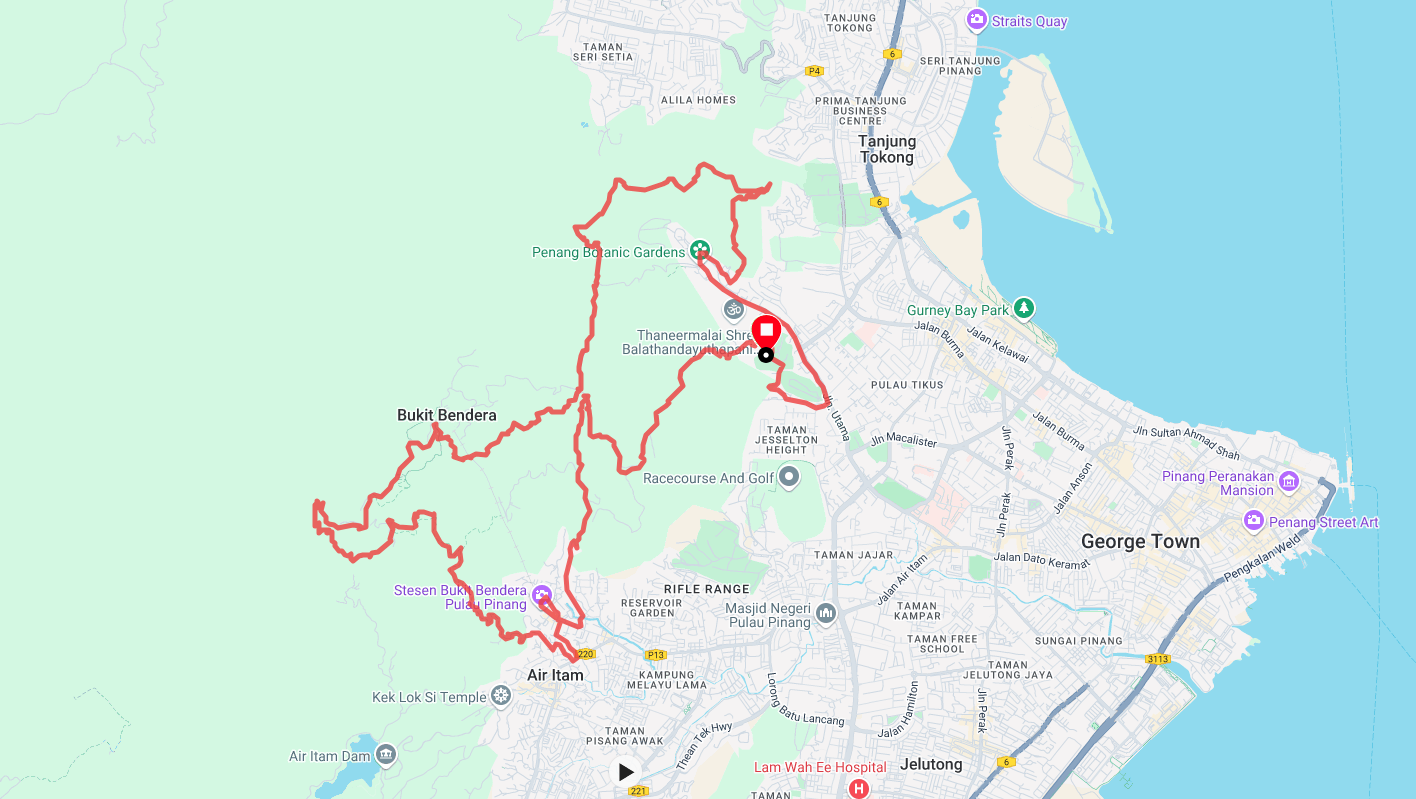 Straits Quay
TANJUNG
TOKONG
TAMAN
SERI SETIA
6
SERI TANJUNG
PINANG
P4
ALILA HOMES
PRIMA TANJUNG
BUSINESS
CENTRE
Tanjung
Tokong
6
Penang Botanic Gardens
Gurney Bay Park
Thaneermalai Shre
Balathandayuthapani...
Jalan Burma
Jalan Kelawai
PULAU TIKUS
Jln. Utama
Bukit Bendera
TAMAN
JESSELTON
HEIGHT
Jln Macalister
Jln Perak
Jalan Burma
Jln Sultan Ahmad Shah
Racecourse And Golf
Jalan Anson
Pinang Peranakan
Mansion
Jln Perak
Penang Street Art
George Town
TAMAN JAJAR
Jalan Dato Keramat
Pengkalan Weld
Jalan Air Itam
Stesen Bukit Bendera
Pulau Pinang
RIFLE RANGE
RESERVOIR
GARDEN
Masjid Negeri
Pulau Pinang
TAMAN
KAMPAR
TAMAN FREE
SCHOOL
SUNGAI PINANG
220
P13
3113
Air Itam
KAMPUNG
MELAYU LAMA
TAMAN
JELUTONG JAYA
Kek Lok Si Temple
Lorong Batu Lancang
Jalan Hamilton
Jln Perak
TAMAN
PISANG AWAK
Thean Tek Hwy
Air Itam Dam
Lam Wah Ee Hospital
H
Jelutong
6
221